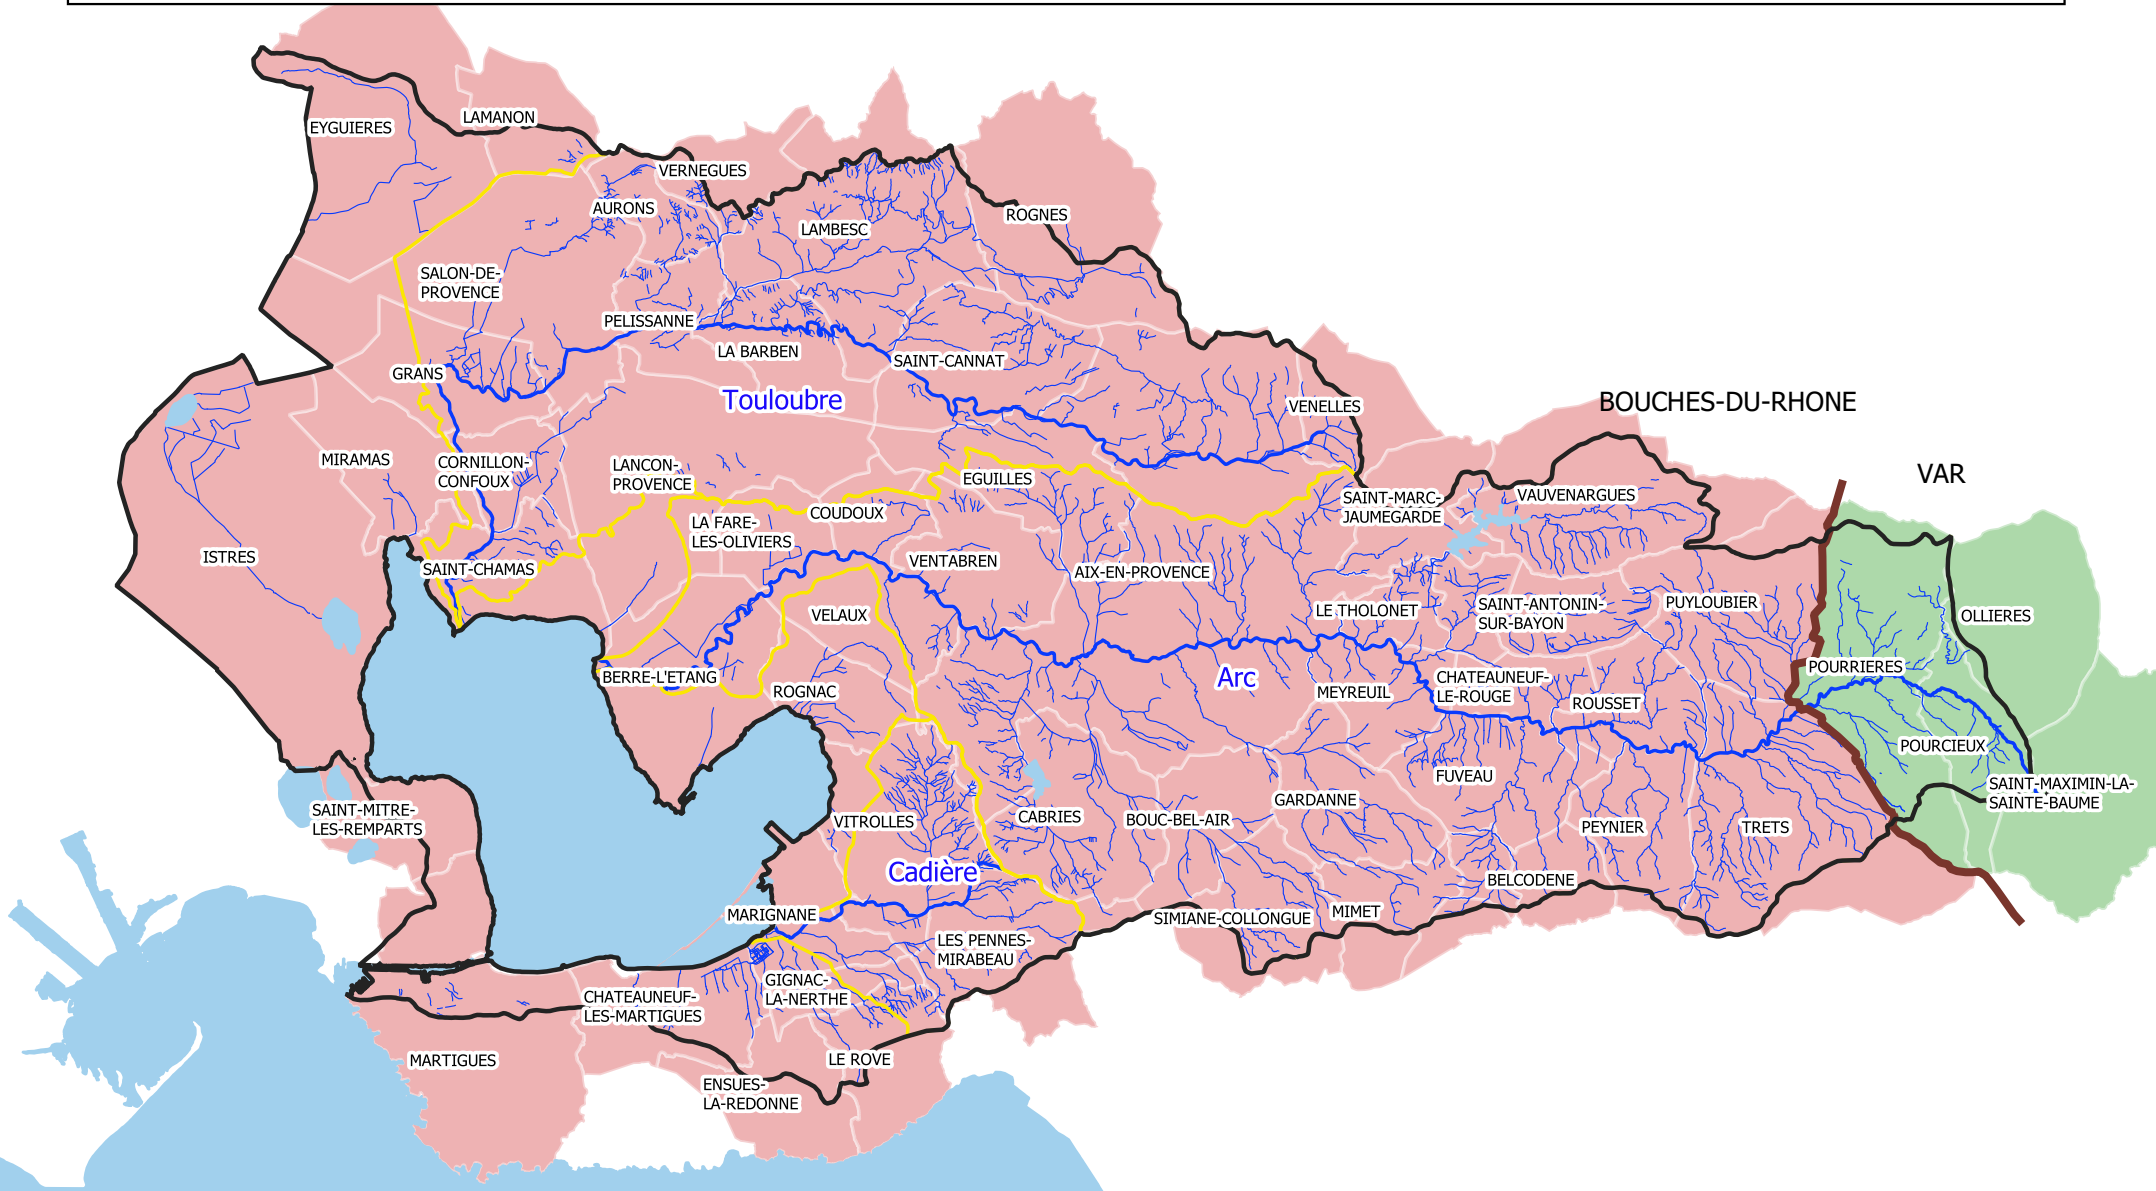 LAMANON
EYGUIERES
VERNEGUES
AURONS
ROGNES
LAMBESC
SALON-DE-
PROVENCE
PELISSANNE
LA BARBEN
SAINT-CANNAT
GRANS
Touloubre
VENELLES
BOUCHES-DU-RHONE
MIRAMAS
CORNILLON-
CONFOUX
LANCON-
PROVENCE
EGUILLES
VAR
SAINT-MARC-
JAUMEGARDE
VAUVENARGUES
COUDOUX
LA FARE-
LES-OLIVIERS
ISTRES
SAINT-CHAMAS
VENTABREN
AIX-EN-PROVENCE
VELAUX
LE THOLONET
SAINT-ANTONIN-
SUR-BAYON
PUYLOUBIER
OLLIERES
BERRE-L'ETANG
ROGNAC
Arc
MEYREUIL
CHATEAUNEUF-
LE-ROUGE
ROUSSET
POURRIERES
POURCIEUX
FUVEAU
SAINT-MAXIMIN-LA-
SAINTE-BAUME
SAINT-MITRE-
LES-REMPARTS
VITROLLES
CABRIES
BOUC-BEL-AIR
GARDANNE
PEYNIER
TRETS
Cadière
BELCODENE
MARIGNANE
SIMIANE-COLLONGUE
MIMET
LES PENNES-
MIRABEAU
GIGNAC-
LA-NERTHE
CHATEAUNEUF-
LES-MARTIGUES
MARTIGUES
LE ROVE
ENSUES-
LA-REDONNE